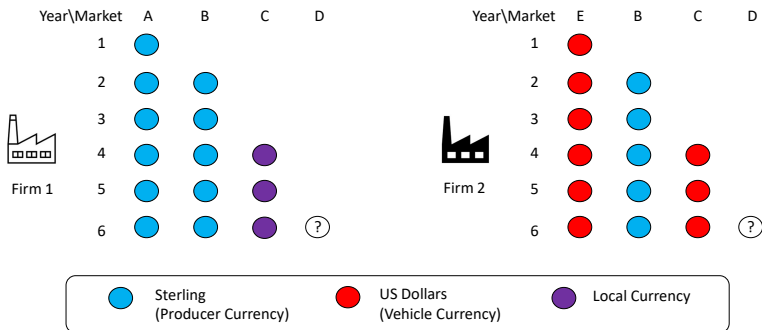 Year\Market A B C D
1
2
3
4
5
6 ?
Firm 1
Year\Market E B C D
1
2
3
4
5
6 ?
Firm 2
Sterling
(Producer Currency)
US Dollars
(Vehicle Currency)
Local Currency